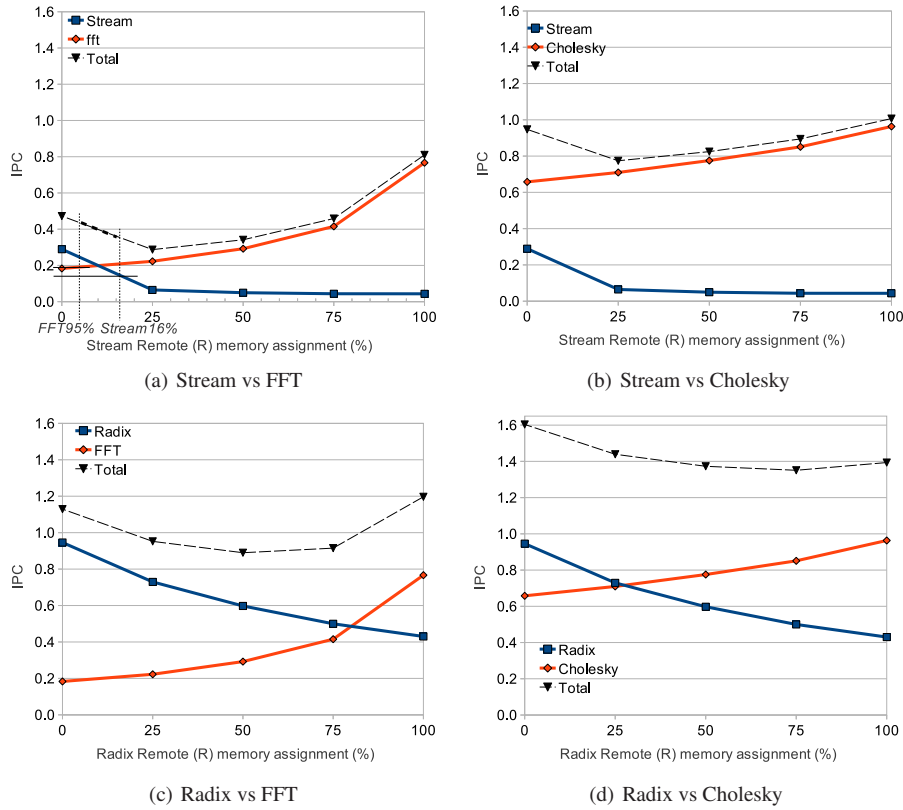 Stream
fft
Total
1.6
1.4
1.2
1.0
0.8
0.6
0.4
0.2
0.0
IPC
0 25 50 75 100
FFT95% Stream16%
Stream Remote (R) memory assignment (%)
(a) Stream vs FFT
Stream
Cholesky
Total
1.6
1.4
1.2
1.0
0.8
0.6
0.4
0.2
0.0
IPC
0 25 50 75 100
Stream Remote (R) memory assignment (%)
(b) Stream vs Cholesky
Radix
FFT
Total
1.6
1.4
1.2
1.0
0.8
0.6
0.4
0.2
0.0
IPC
0 25 50 75 100
Radix Remote (R) memory assignment (%)
(c) Radix vs FFT
1.6
1.4
1.2
1.0
0.8
0.6
0.4
0.2
0.0
IPC
Radix
Cholesky
Total
0 25 50 75 100
Radix Remote (R) memory assignment (%)
(d) Radix vs Cholesky